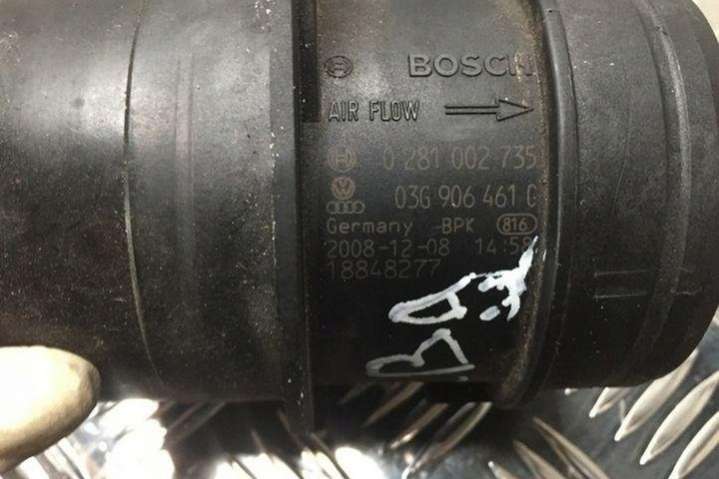 BOSCH
AIR FLOW
0 281 002 735
03G 906 461 C
Germany BPK 816
2008-12-08 14:58
18848277